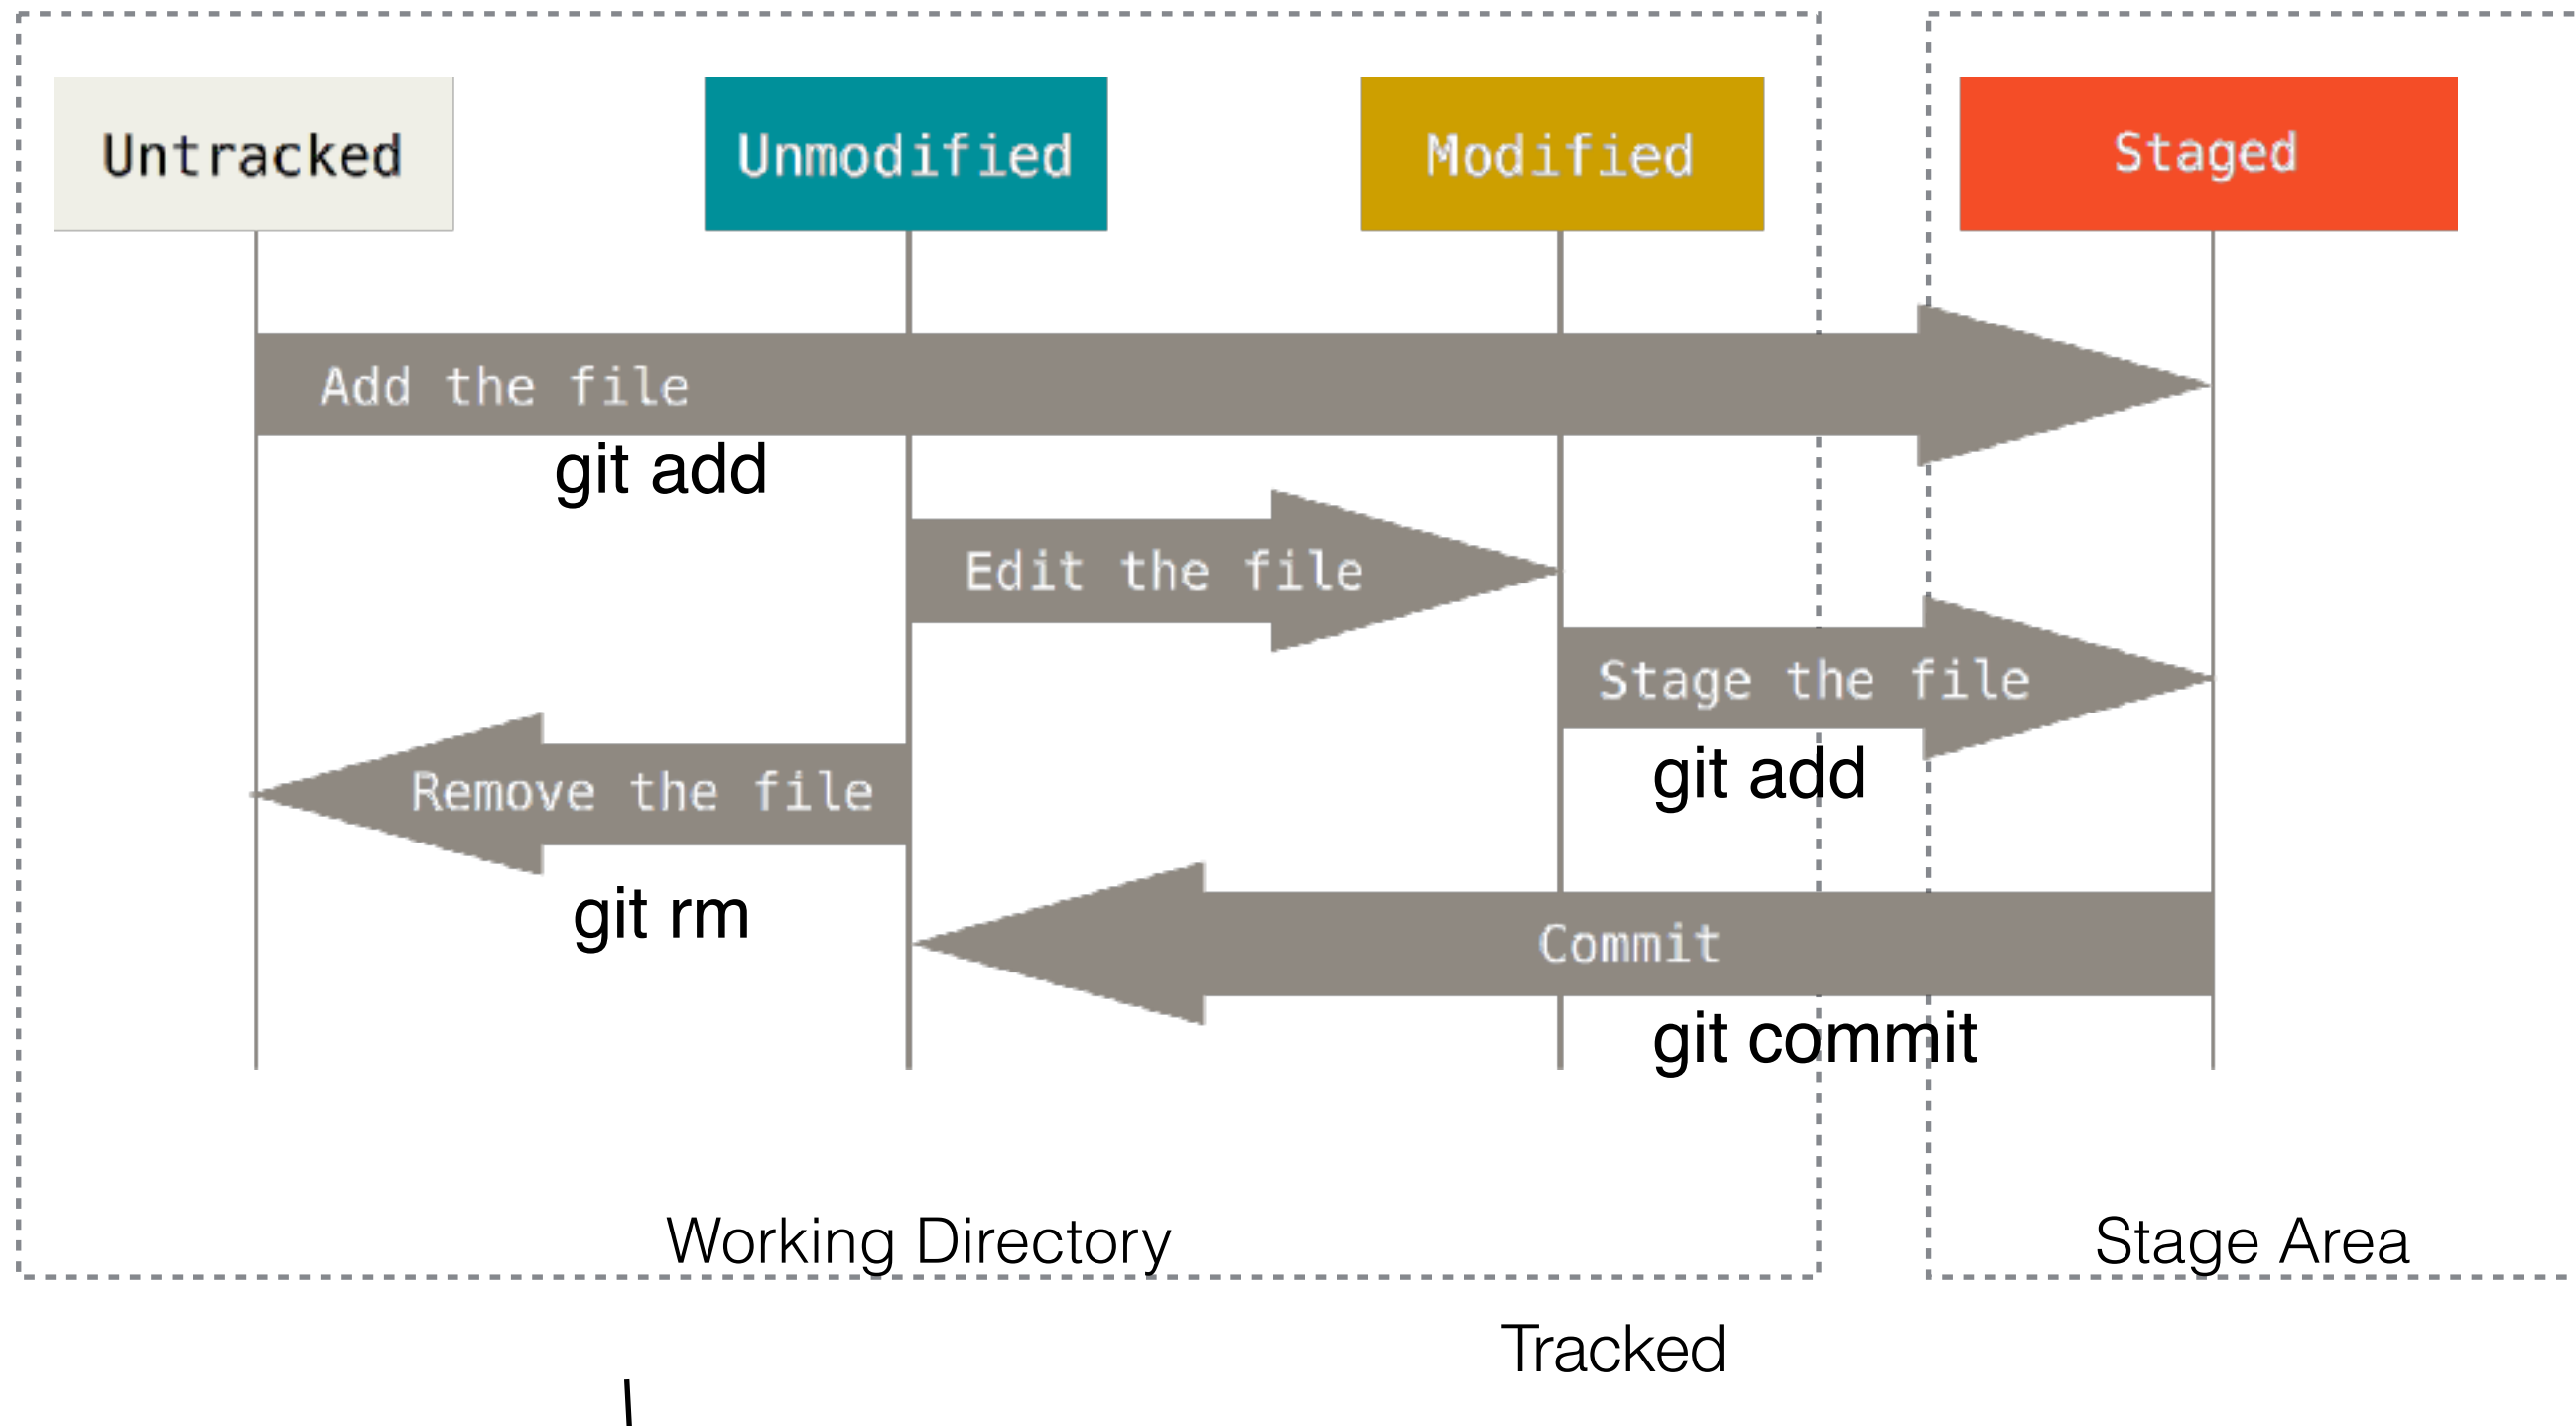 Untracked
Unmodified
Modified
Staged
Add the file
git add
Edit the file
Stage the file
git add
Remove the file
git rm
Commit
git commit
Working Directory
Stage Area
Tracked